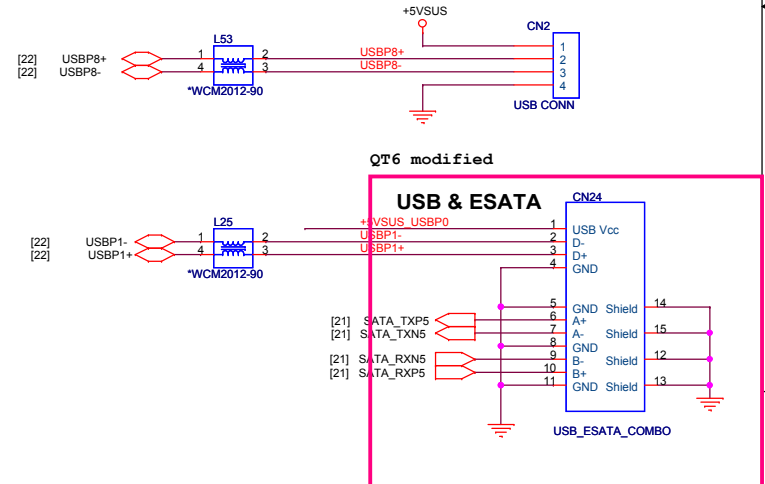 +5VSUS
L53
CN2
[22] USBP8+ 1 2 USBP8+ 1
[22] USBP8- 4 3 USBP8- 2
3
4
*WCM2012-90
USB CONN
QT6 modified
USB & ESATA
CN24
L25
+5VSUS_USBP0 1 USB Vcc
[22] USBP1- 1 2 USBP1- 2 D-
[22] USBP1+ 4 3 USBP1+ 3 D+
4 GND
*WCM2012-90
5 GND Shield 14
[21] SATA_TXP5 6 A+
[21] SATA_TXN5 7 A- Shield 15
8 GND
[21] SATA_RXN5 9 B- Shield 12
[21] SATA_RXP5 10 B+
11 GND Shield 13
USB_ESATA_COMBO